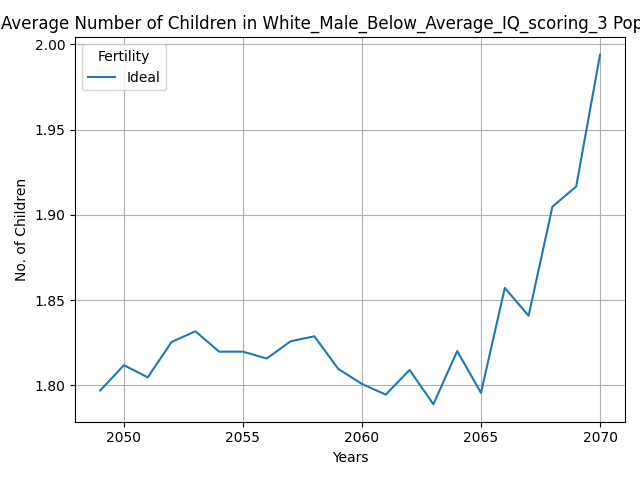 Average Number of Children in White_Male_Below_Average_IQ_scoring_3 Pop
Fertility
Ideal
2.00
1.95
1.90
1.85
1.80
No. of Children
2050 2055 2060 2065 2070
Years